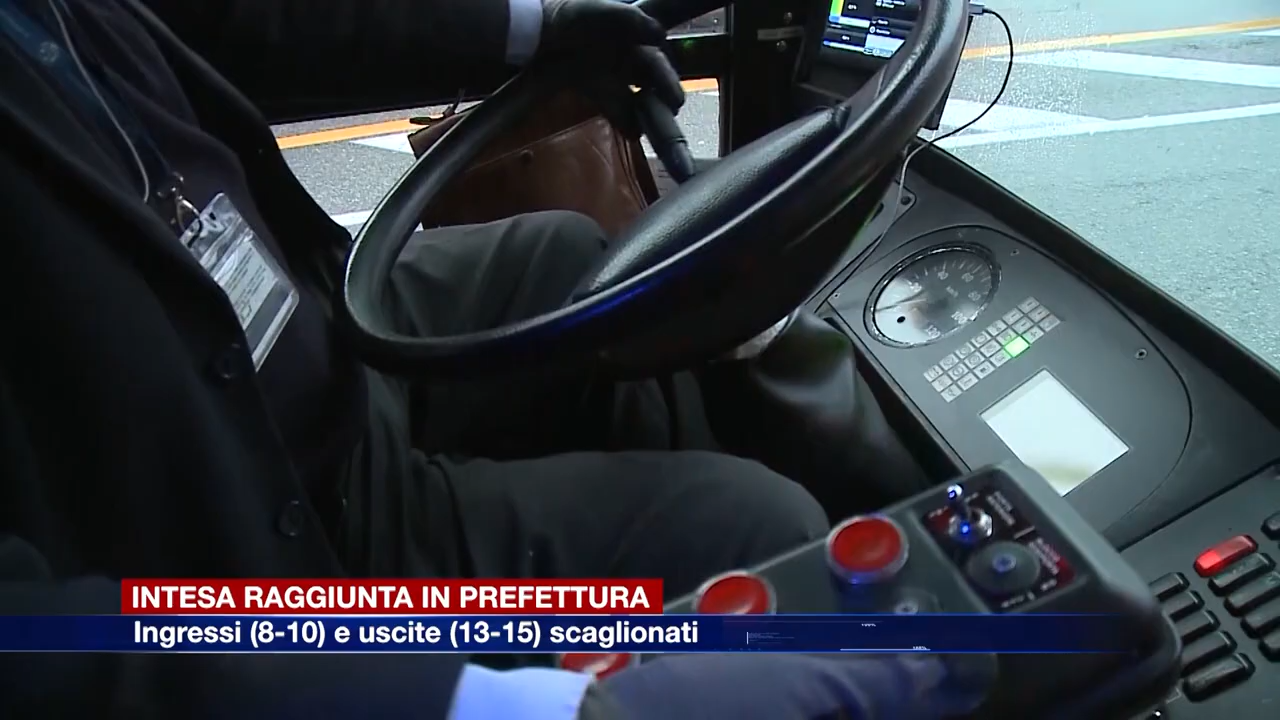 INTESA RAGGIUNTA IN PREFETTURA
Ingressi (8-10) e uscite (13-15) scaglionati